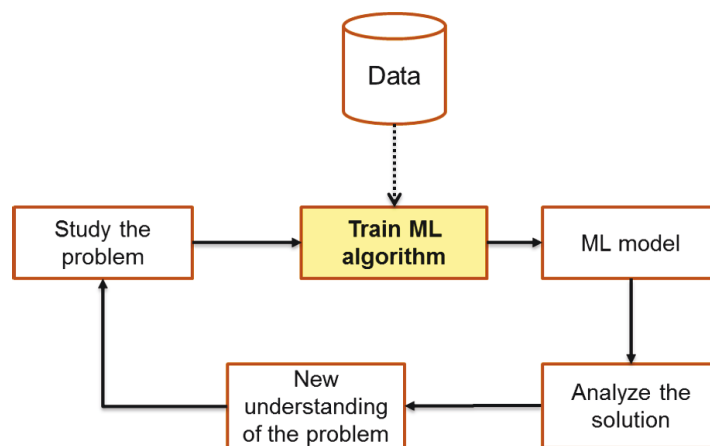 Data
Study the
problem
Train ML
algorithm
ML model
New
understanding
of the problem
Analyze the
solution